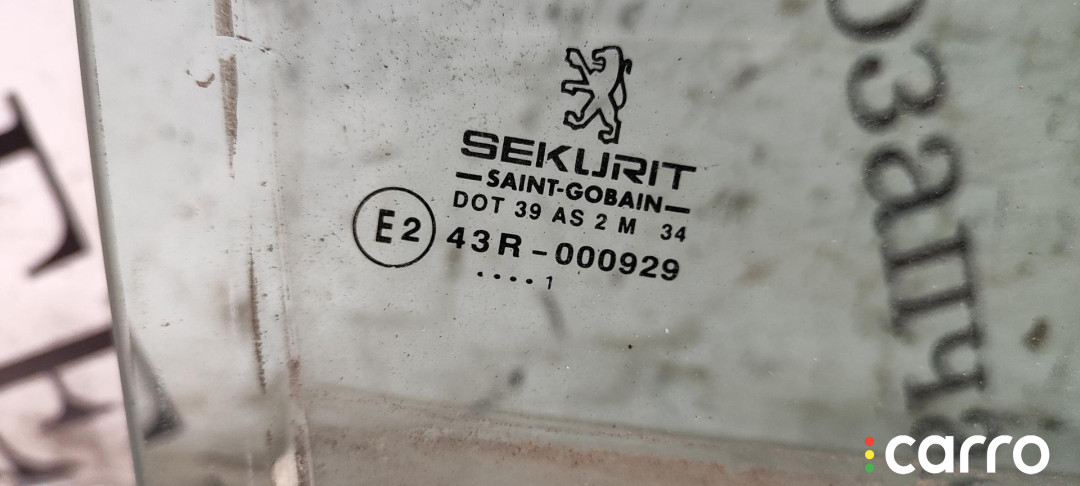 SEKURIT
—SAINT-GOBAIN—
DOT 39 AS 2 M 34
E2
43R-000929
.... 1
carro